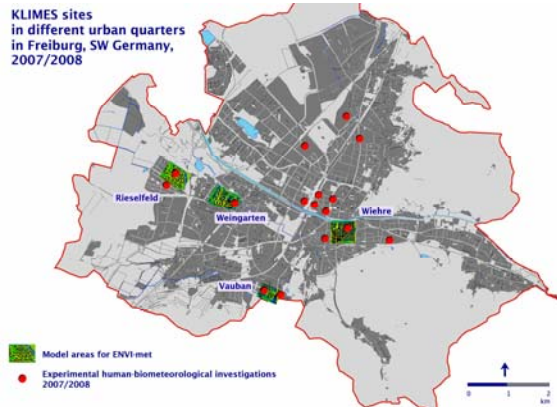 KLIMES sites
in different urban quarters
in Freiburg, SW Germany,
2007/2008
Rieselfeld
Weingarten
Wiehre
Vauban
Model areas for ENVI-met
Experimental human-biometeorological investigations
2007/2008
0 1 2
km